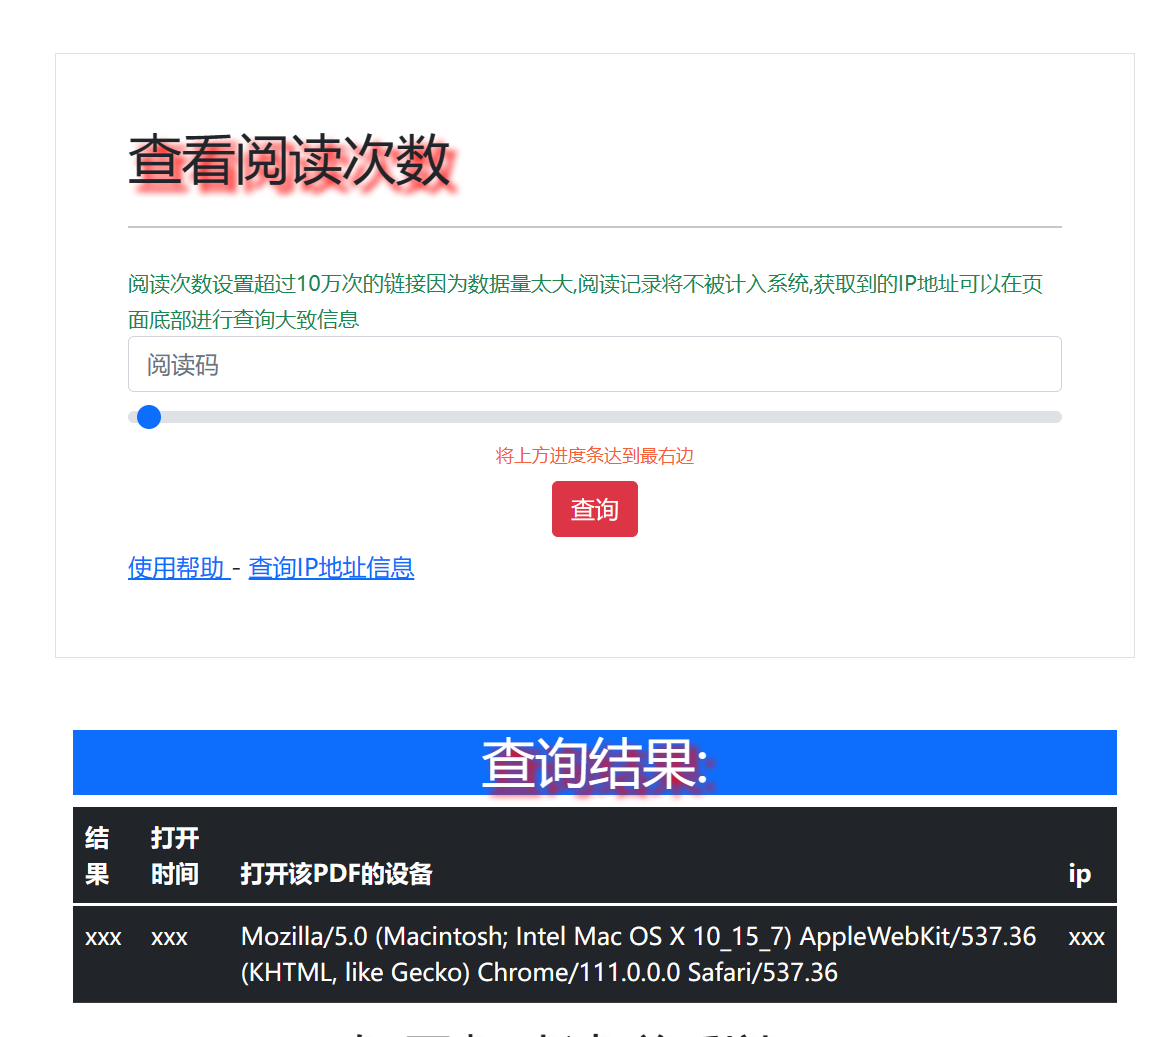 查看阅读次数
阅读次数设置超过10万次的链接因为数据量太大,阅读记录将不被计入系统,获取到的IP地址可以在页
面底部进行查询大致信息
阅读码
将上方进度条达到最右边
查询
使用帮助 - 查询IP地址信息
查询结果:
结果 打开时间 打开该PDF的设备 ip
xxx xxx Mozilla/5.0 (Macintosh; Intel Mac OS X 10_15_7) AppleWebKit/537.36 xxx
(KHTML, like Gecko) Chrome/111.0.0.0 Safari/537.36